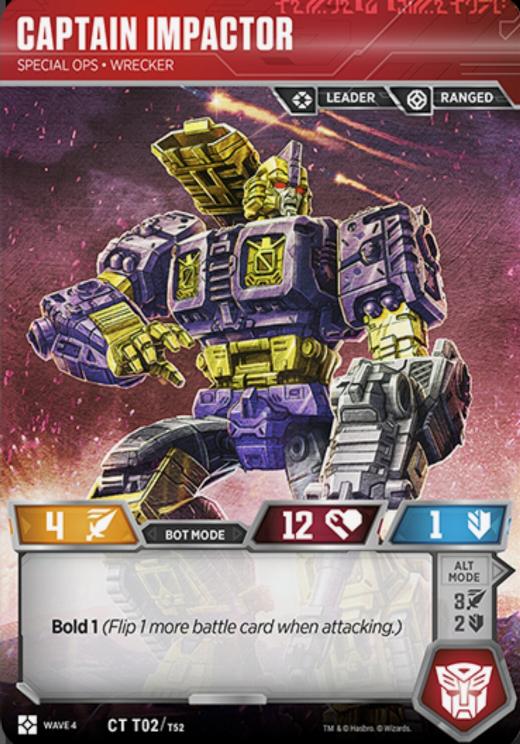 CAPTAIN IMPACTOR
SPECIAL OPS • WRECKER
LEADER
RANGED
4
BOT MODE
12
1
ALT
MODE
3
2
Bold 1 (Flip 1 more battle card when attacking.)
WAVE 4
CT T02/T52
TM & © Hasbro. © Wizards.